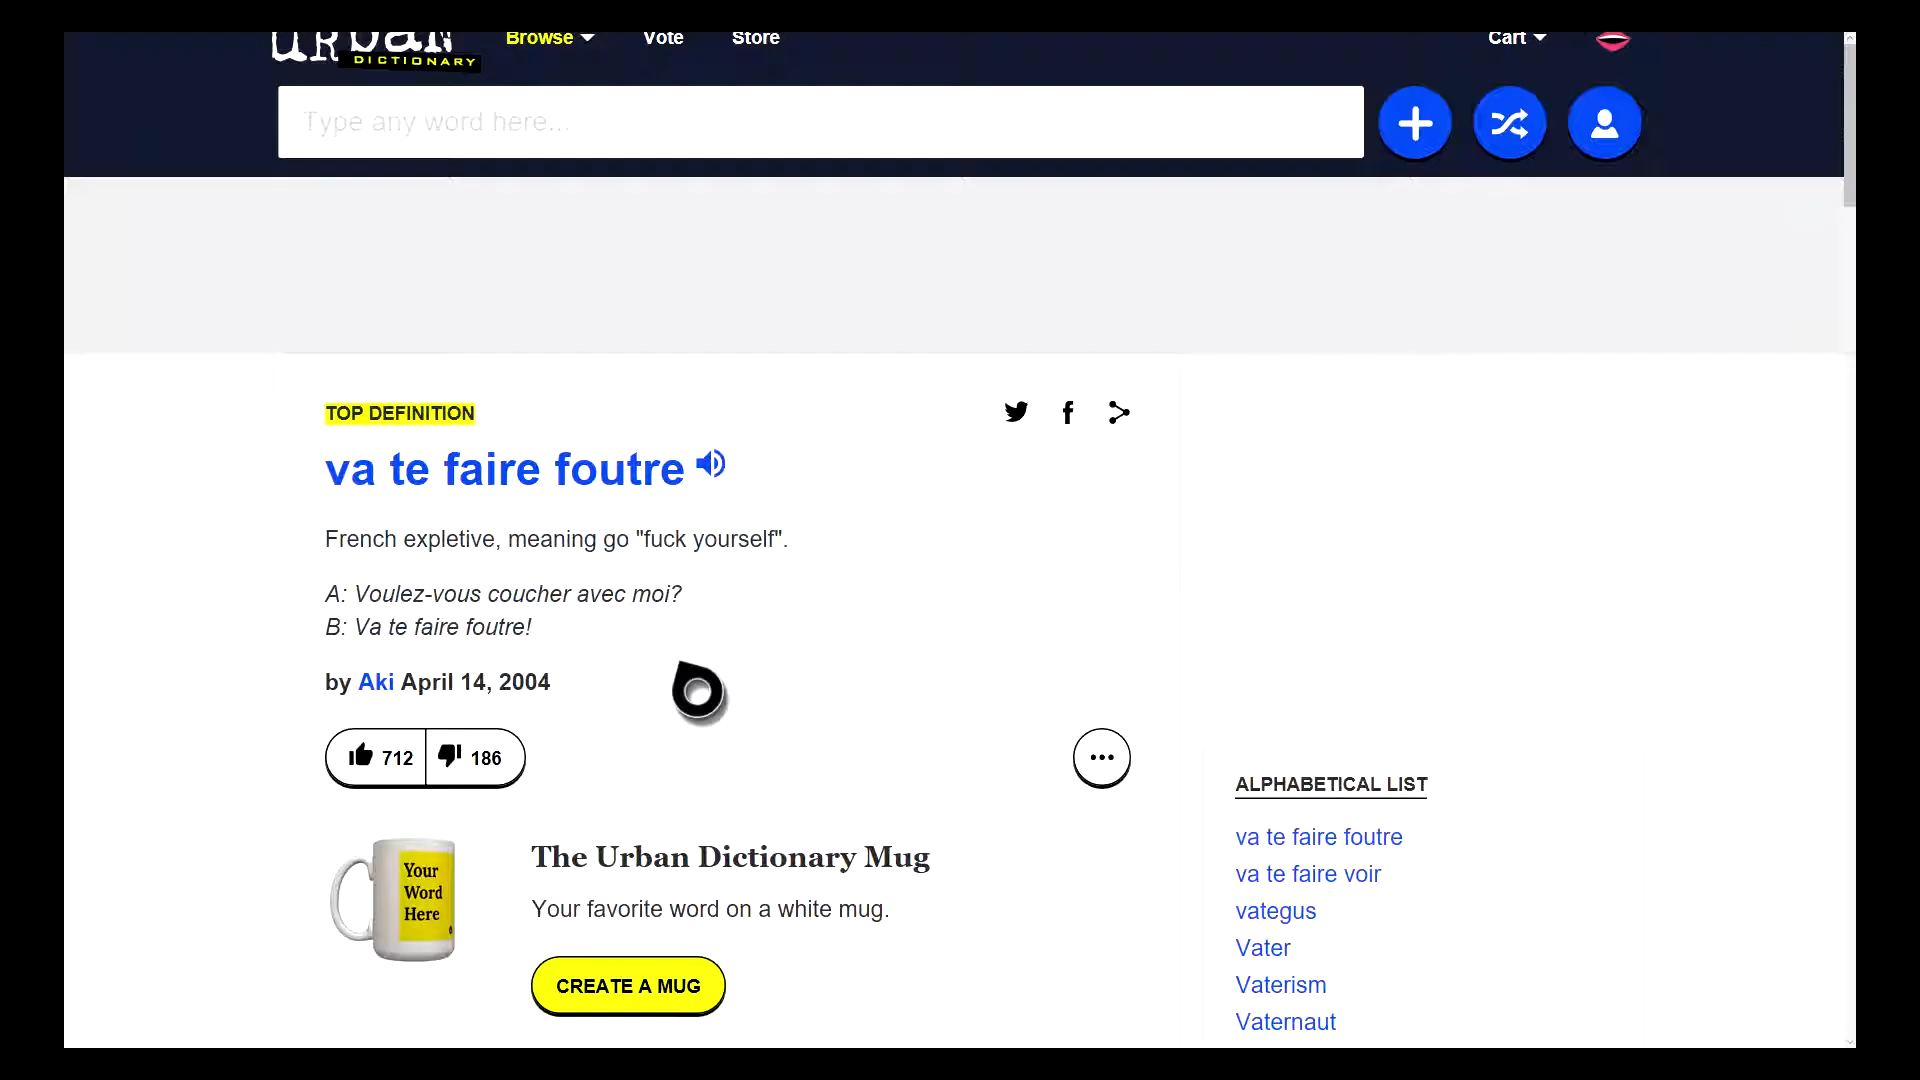 Urban
DICTIONARY
Browse
Vote
Store
Cart
Type any word here...
TOP DEFINITION
va te faire foutre
French expletive, meaning go "fuck yourself".
A: Voulez-vous coucher avec moi?
B: Va te faire foutre!
by Aki April 14, 2004
712
186
Your
Word
Here
The Urban Dictionary Mug
Your favorite word on a white mug.
CREATE A MUG
ALPHABETICAL LIST
va te faire foutre
va te faire voir
vategus
Vater
Vaterism
Vaternaut